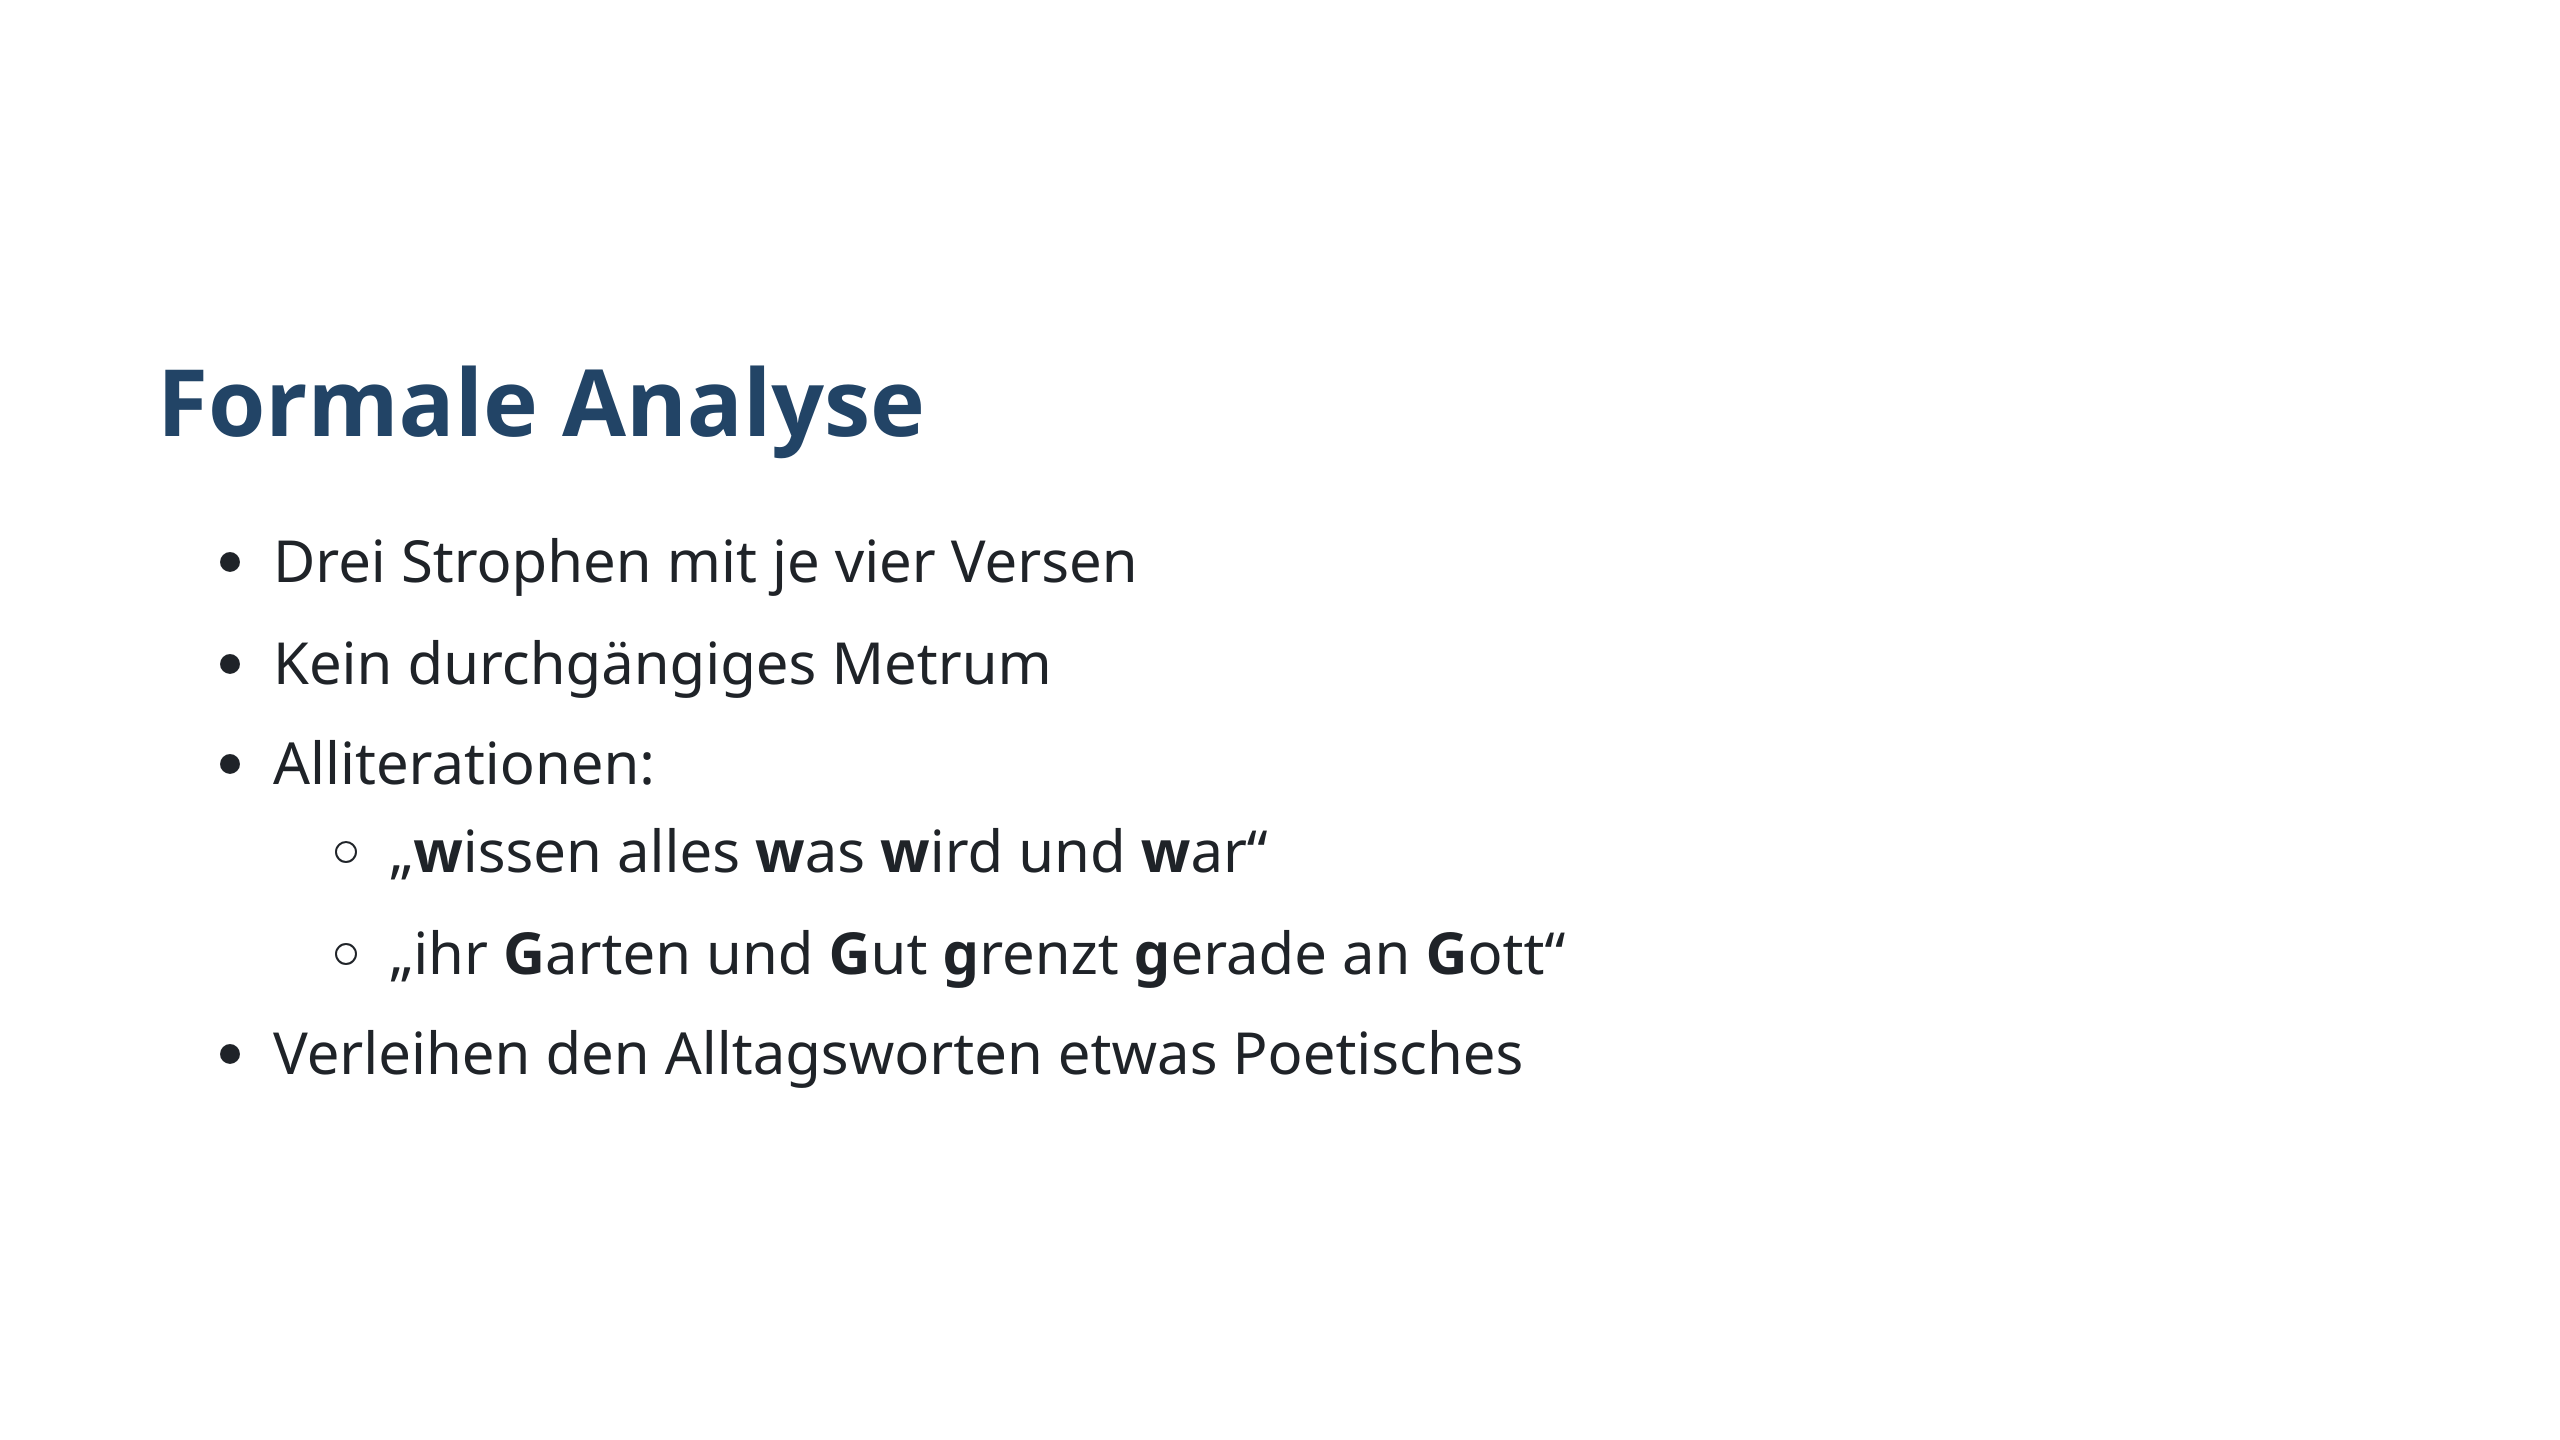 Formale Analyse
Drei Strophen mit je vier Versen
Kein durchgängiges Metrum
Alliterationen:
„wissen alles was wird und war“
„ihr Garten und Gut grenzt gerade an Gott“
Verleihen den Alltagsworten etwas Poetisches